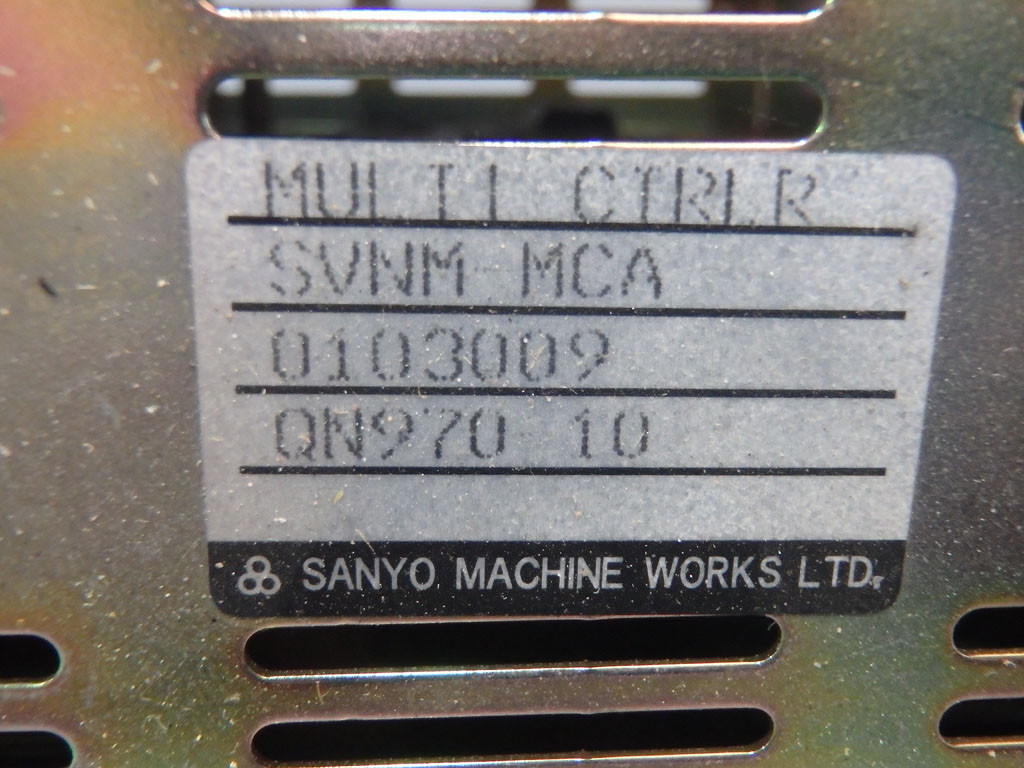 MULTI CTRLR
SVNM-MCA
0103009
QN970-10
SANYO MACHINE WORKS LTD.